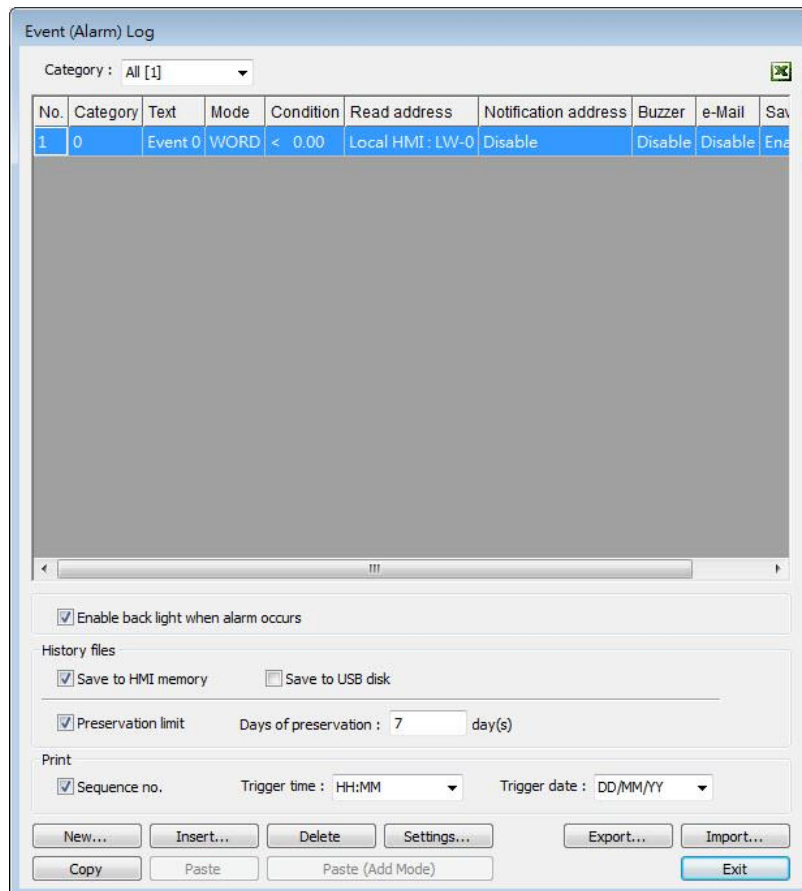 Event (Alarm) Log
Category : All [1]
No. Category Text Mode Condition Read address Notification address Buzzer e-Mail Sav
1 0 Event 0 WORD < 0.00 Local HMI : LW-0 Disable Disable Disable Ena
Enable back light when alarm occurs
History files
Save to HMI memory Save to USB disk
Preservation limit Days of preservation : 7 day(s)
Print
Sequence no. Trigger time : HH:MM Trigger date : DD/MM/YY
New... Insert... Delete Settings... Export... Import...
Copy Paste Paste (Add Mode) Exit